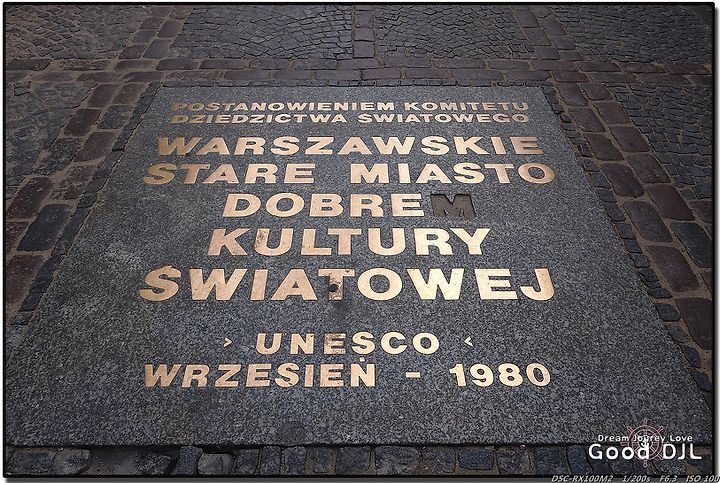 POSTANOWIENIEM KOMITETU
DZIEDZICTWA ŚWIATOWEGO
WARSZAWSKIE
STARE MIASTO
DOBREM
KULTURY
ŚWIATOWEJ
› UNESCO ‹
WRZESIEŃ - 1980
Dream Jourey Love
Good DJL
DSC-RX100M2 1/200s F6.3 ISO 100